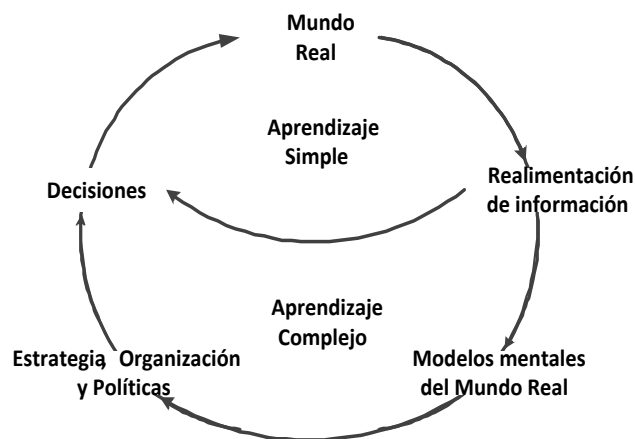 Mundo
Real
Aprendizaje
Simple
Decisiones
Realimentación
de información
Aprendizaje
Complejo
Estrategia, Organización
y Políticas
Modelos mentales
del Mundo Real